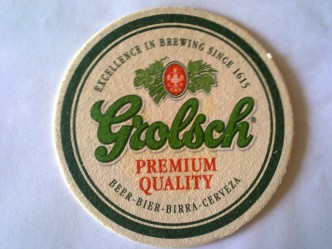 EXCELLENCE IN BREWING SINCE 1615
Grolsch®
PREMIUM
QUALITY
BEER-BIER-BIRRA-CERVEZA